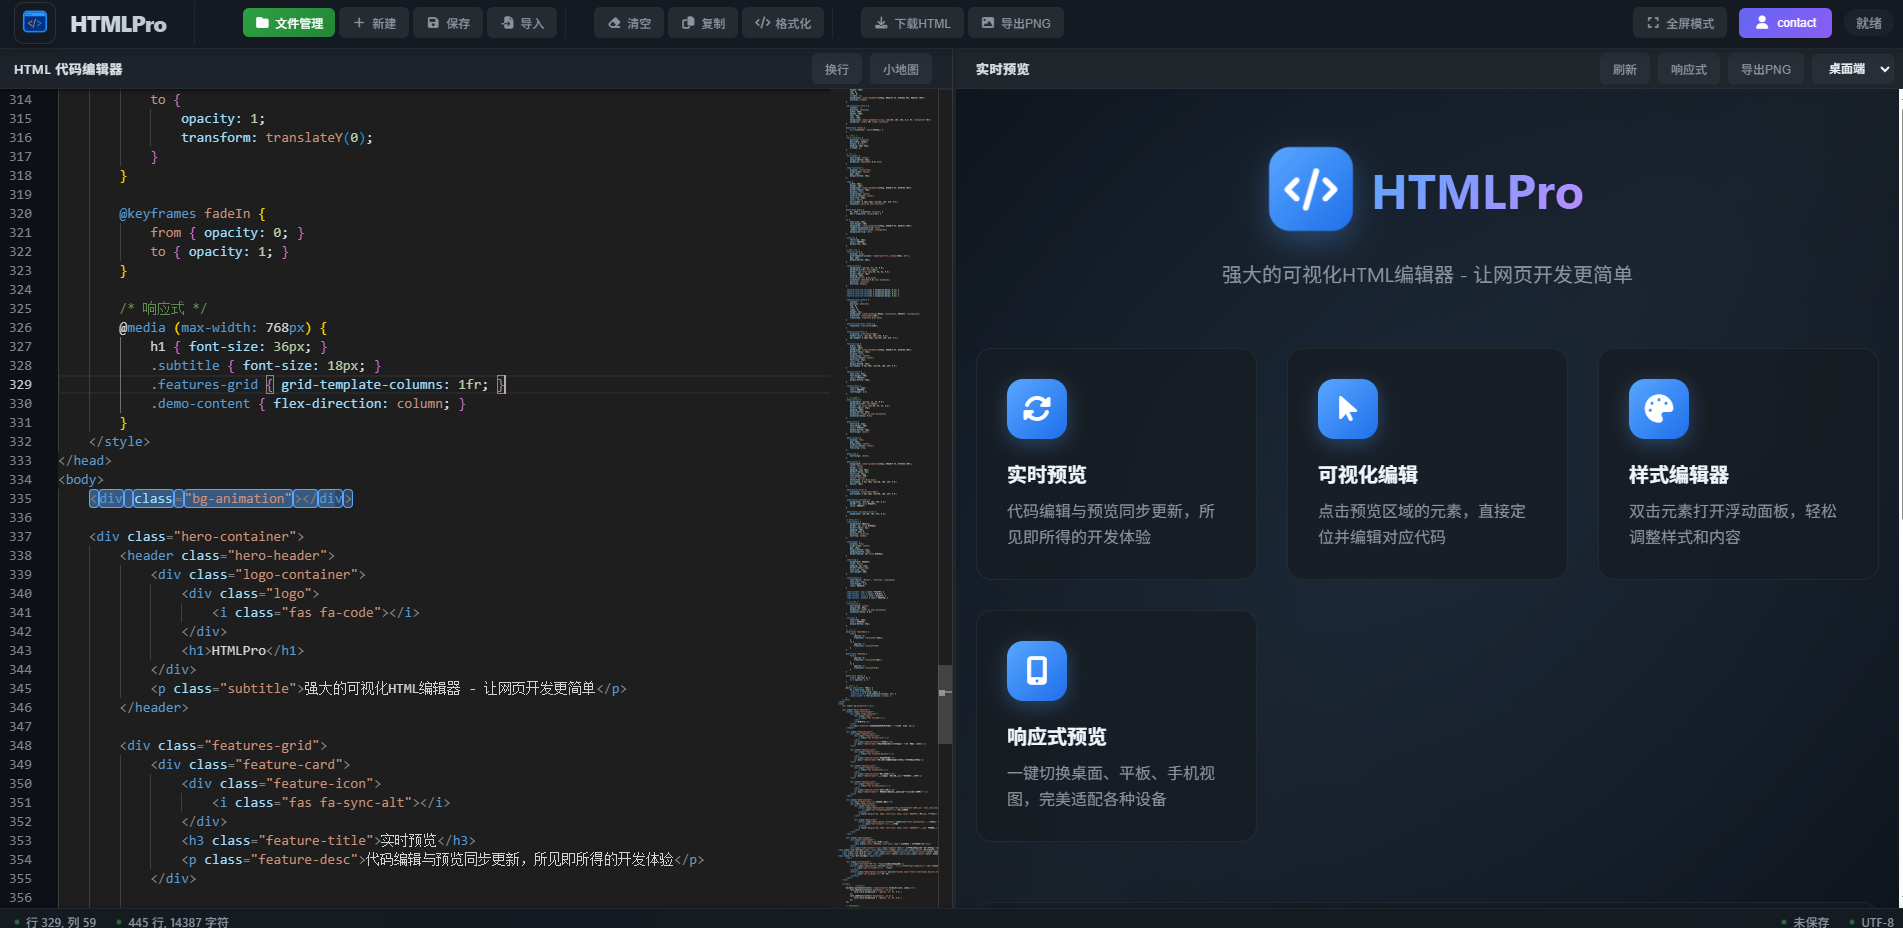 HTMLPro
文件管理 新建 保存 导入 清空 复制 格式化 下载HTML 导出PNG 全屏模式 contact 就绪
HTML 代码编辑器 换行 小地图
314 to {
315 opacity: 1;
316 transform: translateY(0);
317 }
318 }
319
320 @keyframes fadeIn {
321 from { opacity: 0; }
322 to { opacity: 1; }
323 }
324
325 /* 响应式 */
326 @media (max-width: 768px) {
327 h1 { font-size: 36px; }
328 .subtitle { font-size: 18px; }
329 .features-grid { grid-template-columns: 1fr; }
330 .demo-content { flex-direction: column; }
331 }
332 </style>
333 </head>
334 <body>
335 <div class="bg-animation"></div>
336
337 <div class="hero-container">
338 <header class="hero-header">
339 <div class="logo-container">
340 <div class="logo">
341 <i class="fas fa-code"></i>
342 </div>
343 <h1>HTMLPro</h1>
344 </div>
345 <p class="subtitle">强大的可视化HTML编辑器 - 让网页开发更简单</p>
346 </header>
347
348 <div class="features-grid">
349 <div class="feature-card">
350 <div class="feature-icon">
351 <i class="fas fa-sync-alt"></i>
352 </div>
353 <h3 class="feature-title">实时预览</h3>
354 <p class="feature-desc">代码编辑与预览同步更新，所见即所得的开发体验</p>
355 </div>
356
实时预览 刷新 响应式 导出PNG 桌面端
HTMLPro
强大的可视化HTML编辑器 - 让网页开发更简单
实时预览
代码编辑与预览同步更新，所
见即所得的开发体验
可视化编辑
点击预览区域的元素，直接定
位并编辑对应代码
样式编辑器
双击元素打开浮动面板，轻松
调整样式和内容
响应式预览
一键切换桌面、平板、手机视
图，完美适配各种设备
行 329, 列 59 445 行, 14387 字符 未保存 UTF-8